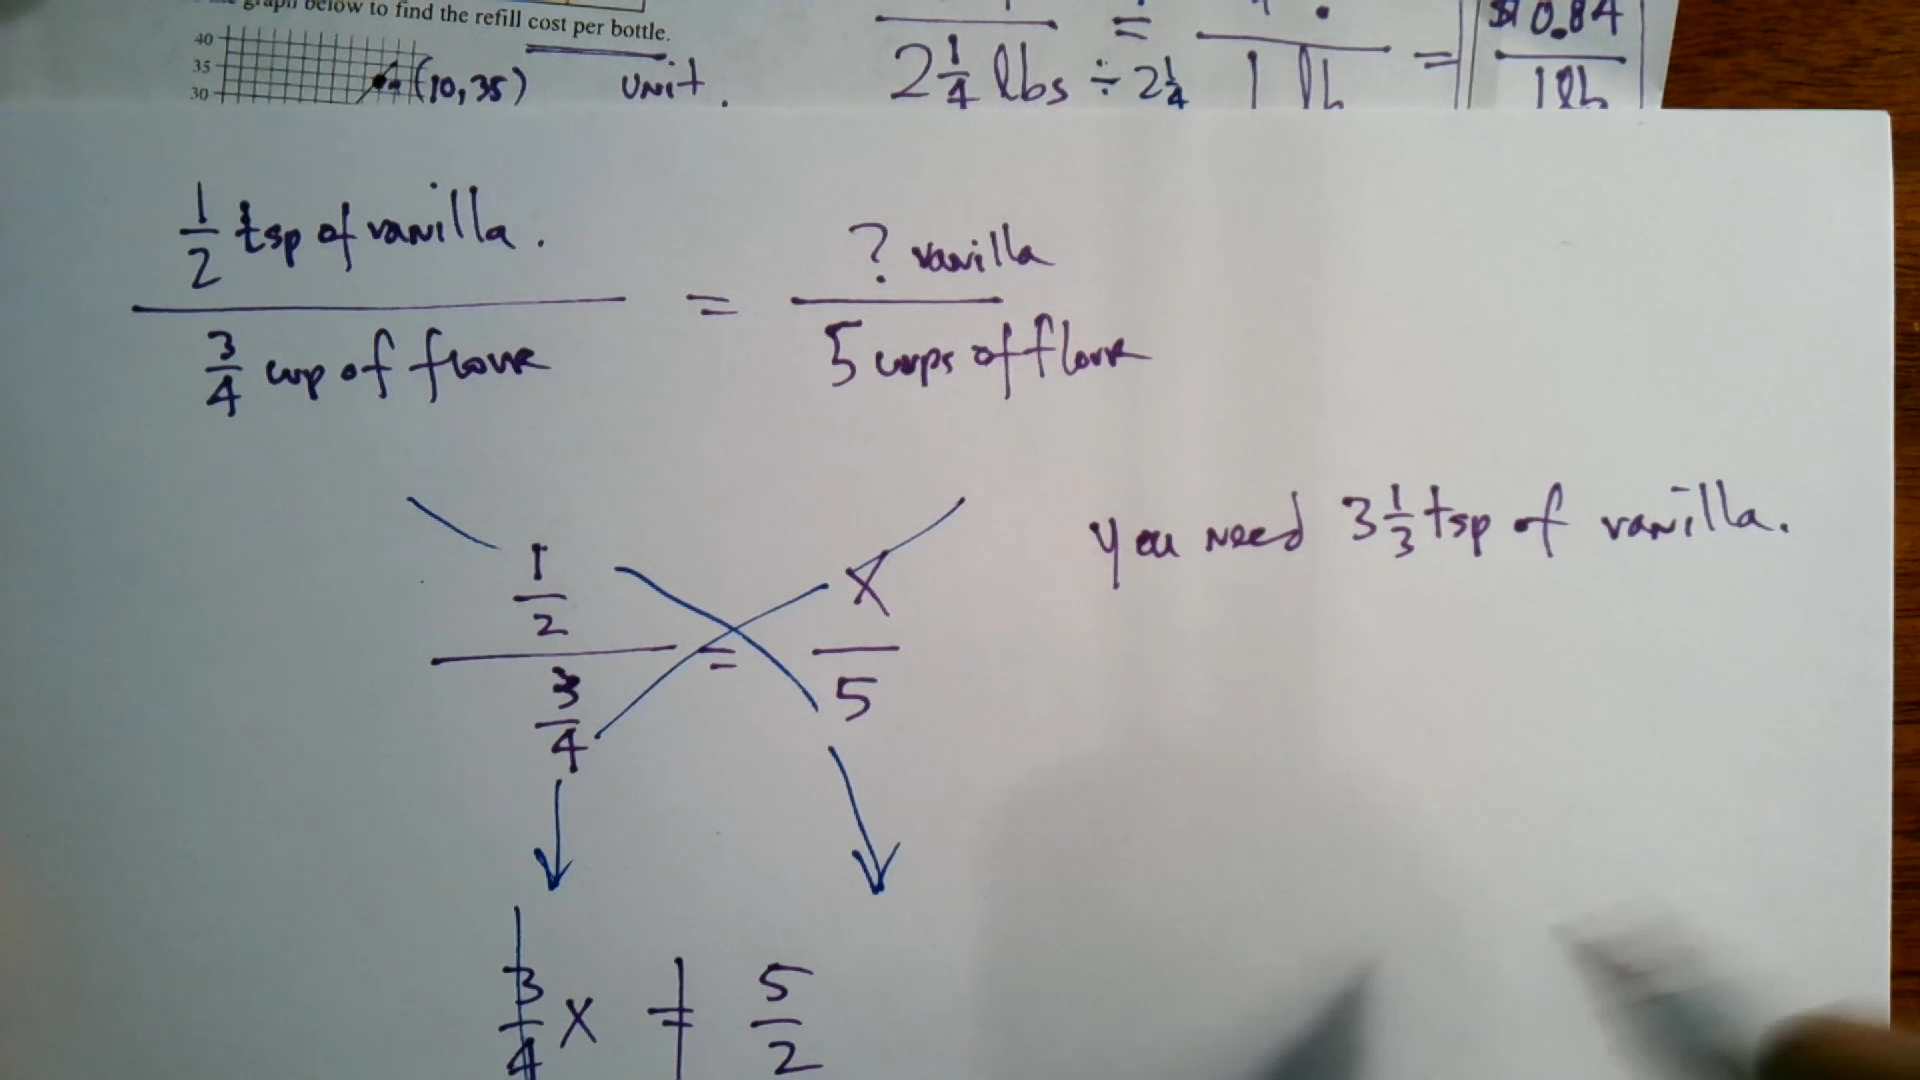 graph below to find the refill cost per bottle.
40
35
30
(10,35)
unit.
2 1/4 lbs ÷ 2 1/4
=
1 lb
=
$0.84
1 lb
1/2 tsp of vanilla.
3/4 cup of flour
=
? vanilla
5 cups of flour
1/2
3/4
=
x
5
you need 3 1/3 tsp of vanilla.
3/4 x = 5/2